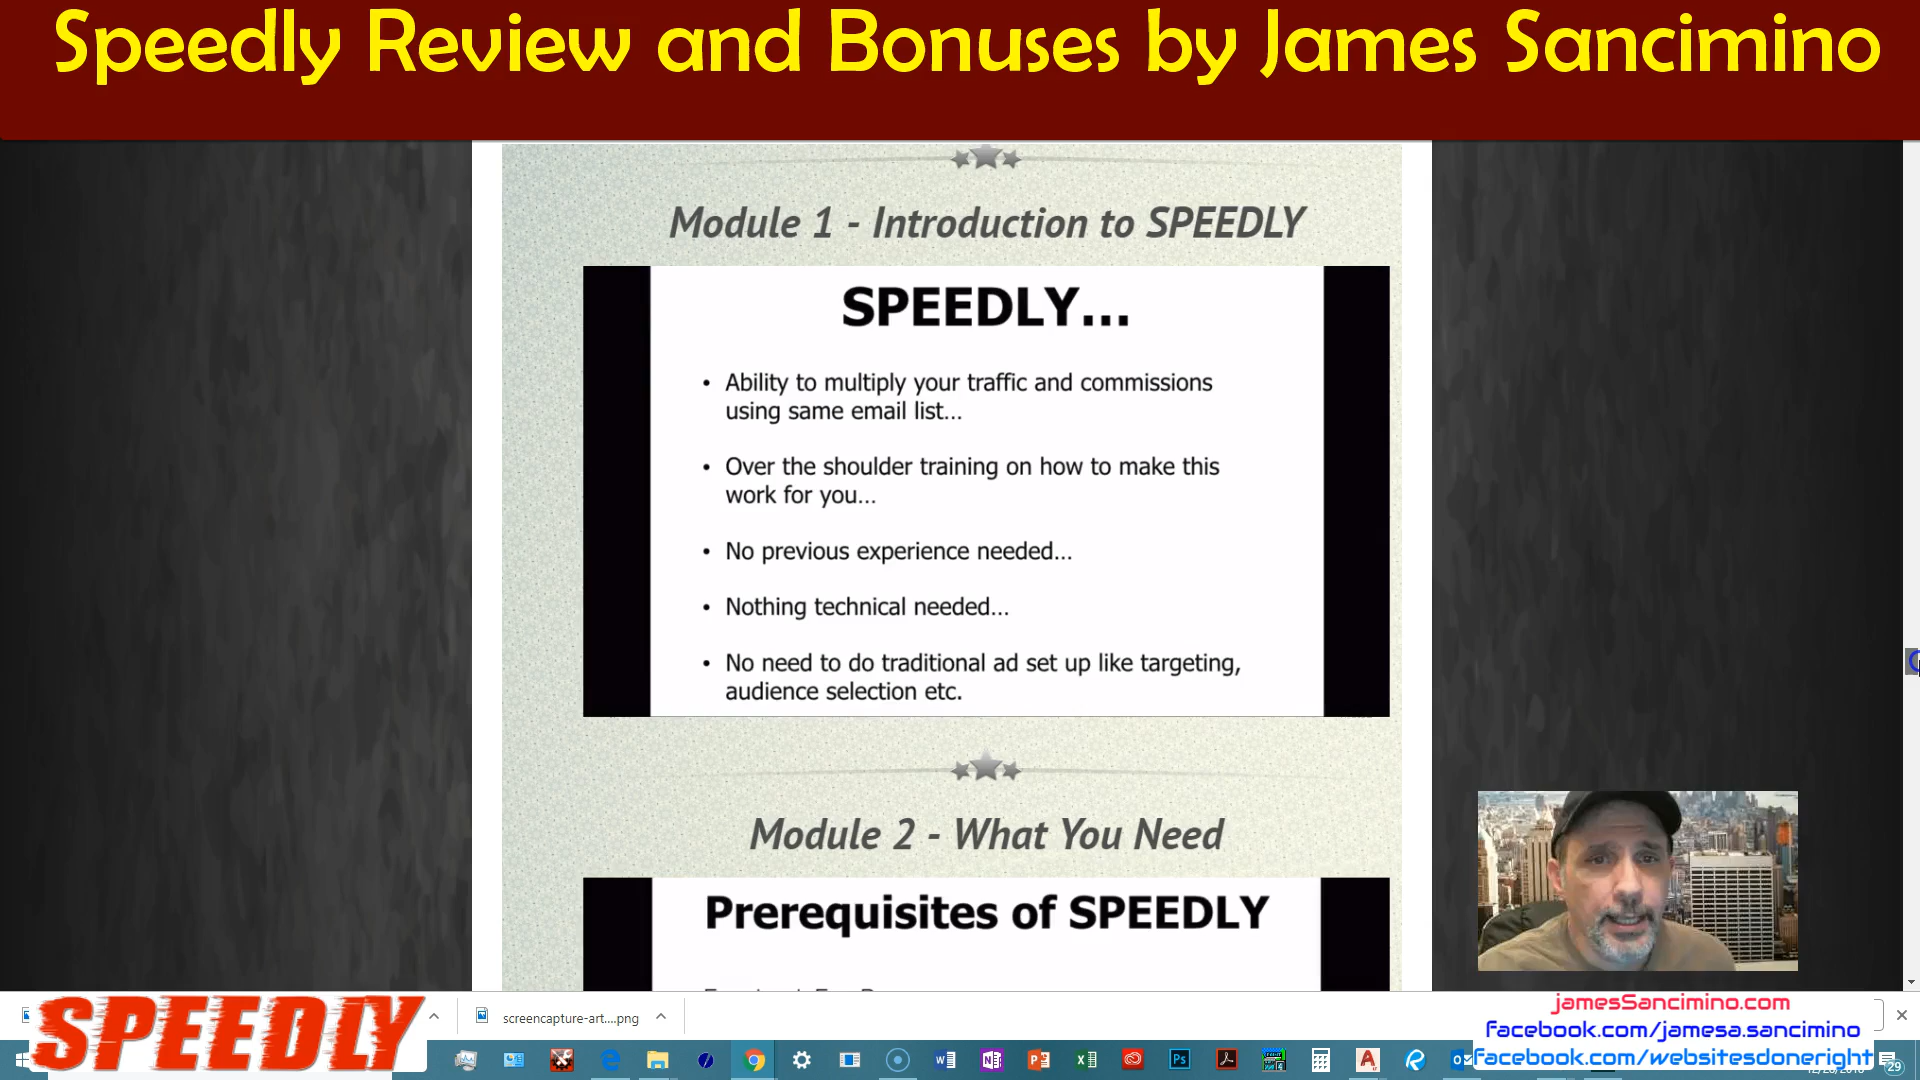 Speedly Review and Bonuses by James Sancimino
Module 1 - Introduction to SPEEDLY
SPEEDLY...
• Ability to multiply your traffic and commissions
using same email list...
• Over the shoulder training on how to make this
work for you...
• No previous experience needed...
• Nothing technical needed...
• No need to do traditional ad set up like targeting,
audience selection etc.
Module 2 - What You Need
Prerequisites of SPEEDLY
SPEEDLY
screencapture-art....png
jamesSancimino.com
facebook.com/jamesa.sancimino
facebook.com/websitesdoneright
29